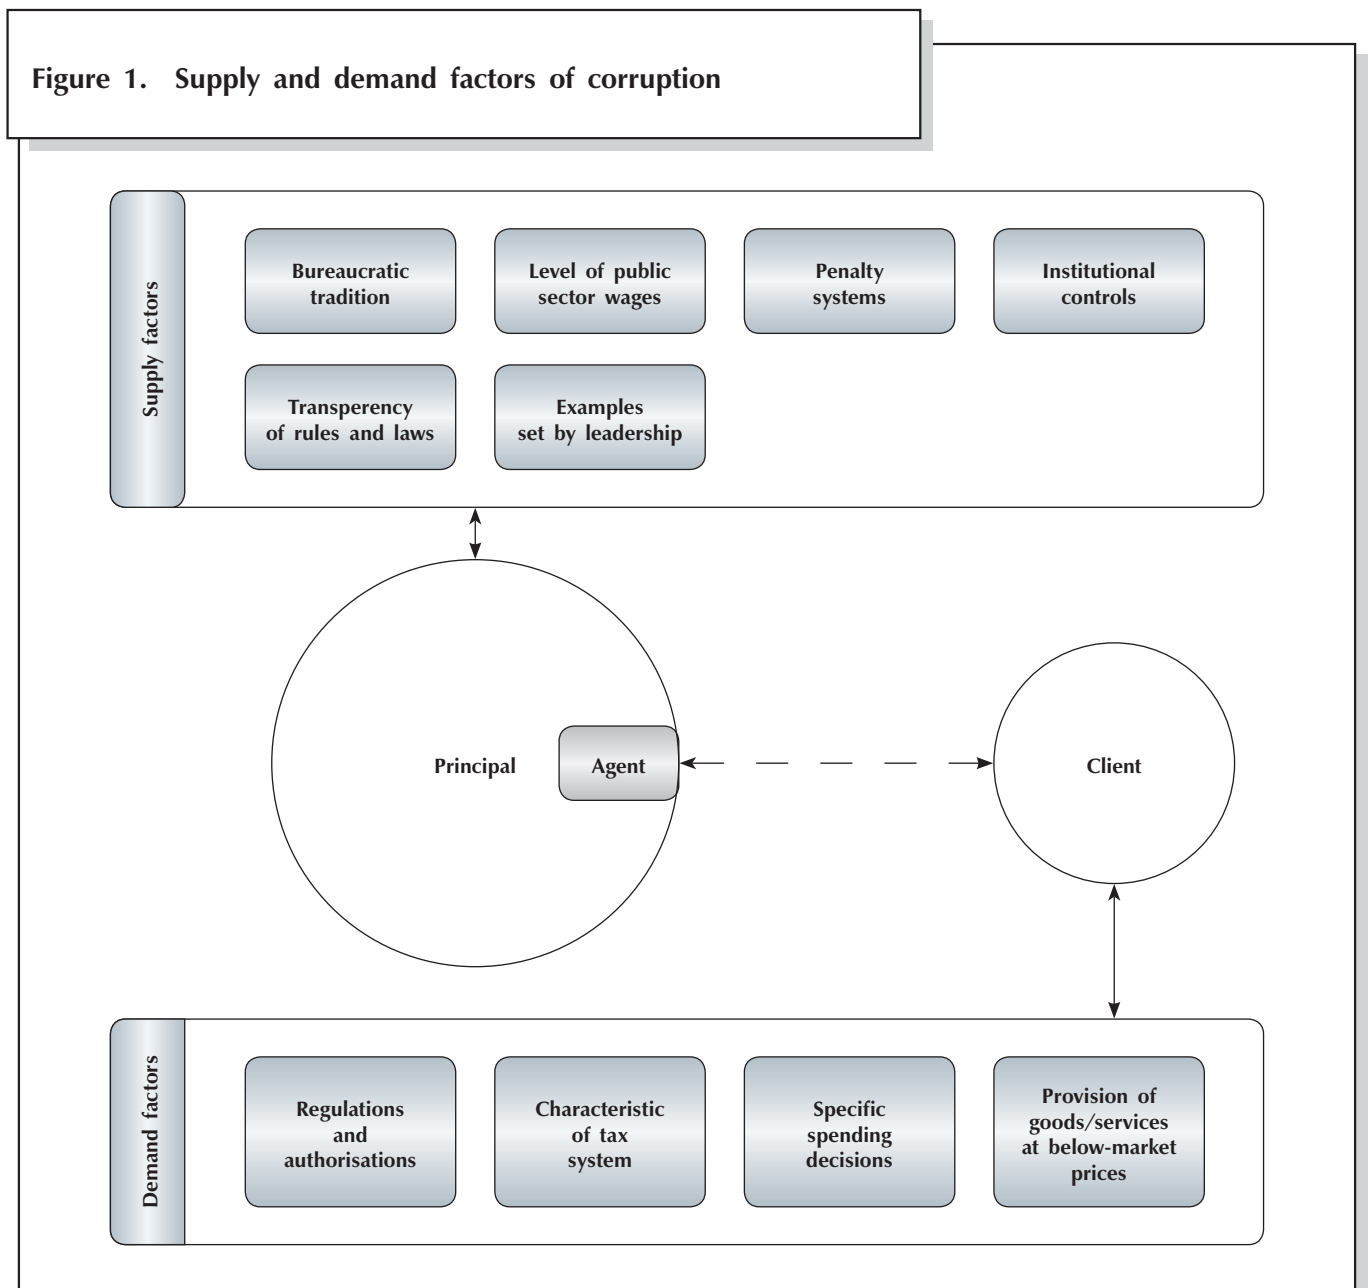 Figure 1. Supply and demand factors of corruption
Supply factors
Bureaucratic
tradition
Level of public
sector wages
Penalty
systems
Institutional
controls
Transperency
of rules and laws
Examples
set by leadership
Principal
Agent
Client
Demand factors
Regulations
and
authorisations
Characteristic
of tax
system
Specific
spending
decisions
Provision of
goods/services
at below-market
prices